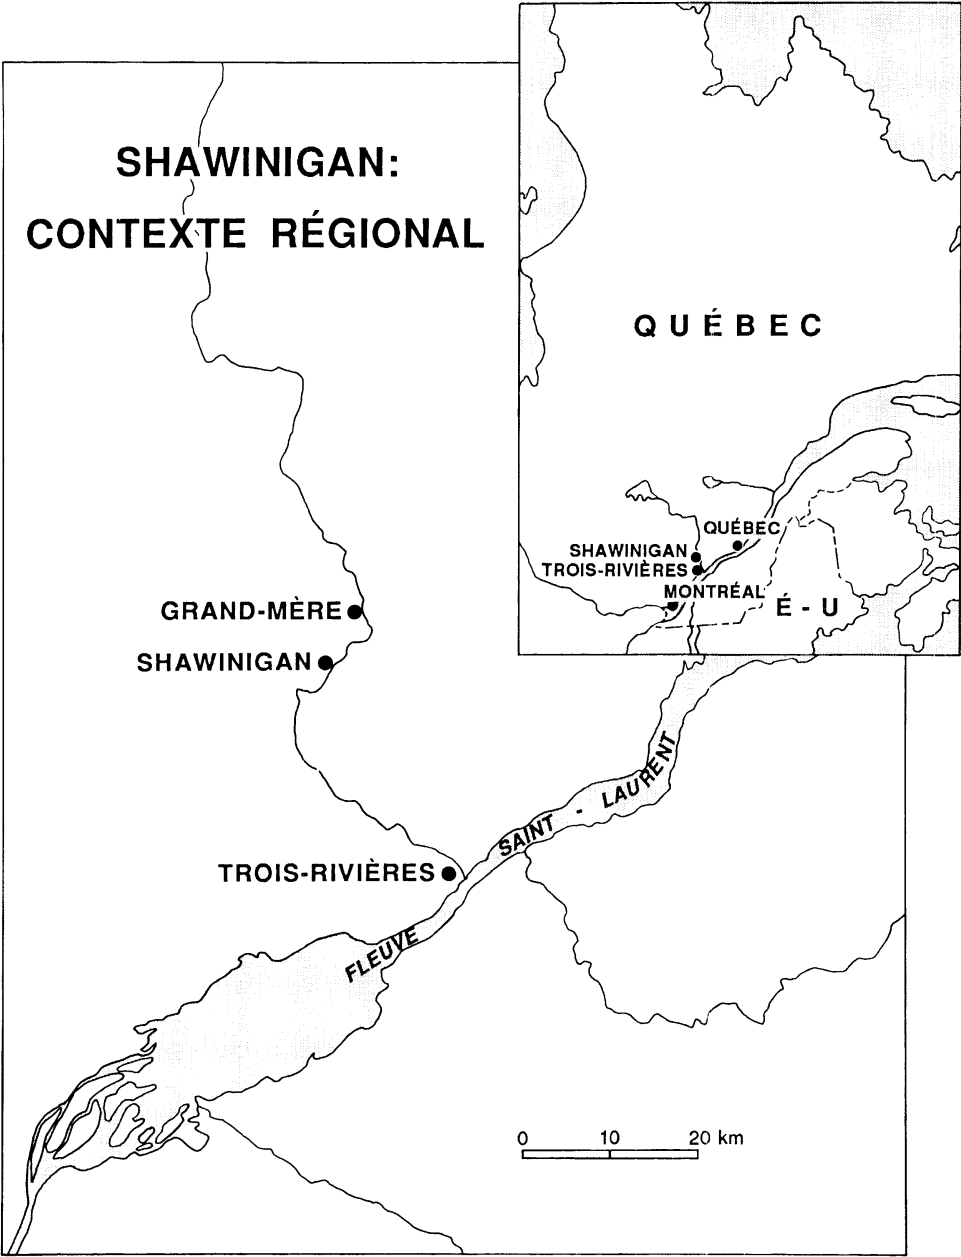 SHAWINIGAN:
CONTEXTE RÉGIONAL
QUÉBEC
QUÉBEC
SHAWINIGAN
TROIS-RIVIÈRES
MONTRÉAL
É-U
GRAND-MÈRE
SHAWINIGAN
TROIS-RIVIÈRES
FLEUVE SAINT-LAURENT
0 10 20 km